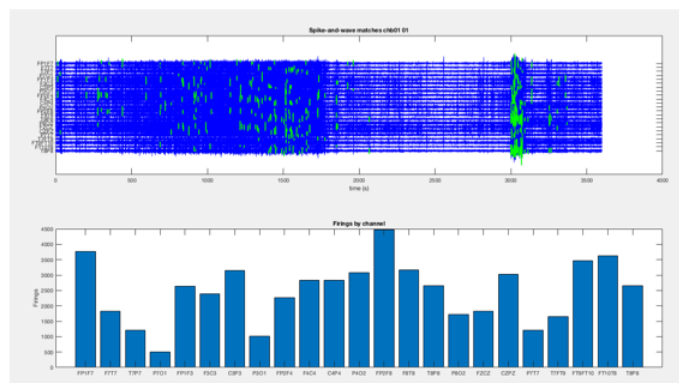 Spike-and-wave matches chb01 01
FP1F7
0 500 1000 1500 2000 2500 3000 3500 4000
time (s)
Firings by channel
4500
4000
3500
3000
2500
2000
1500
1000
500
0
Firings
FP1F7 F7T7 T7P7 P7O1 FP1F3 F3C3 C3P3 P3O1 FP2F4 F4C4 C4P4 P4O2 FP2F8 F8T8 T8P8 P8O2 FZCZ CZPZ P7T7 T7FT9 FT9FT10 FT10T8 T8P8